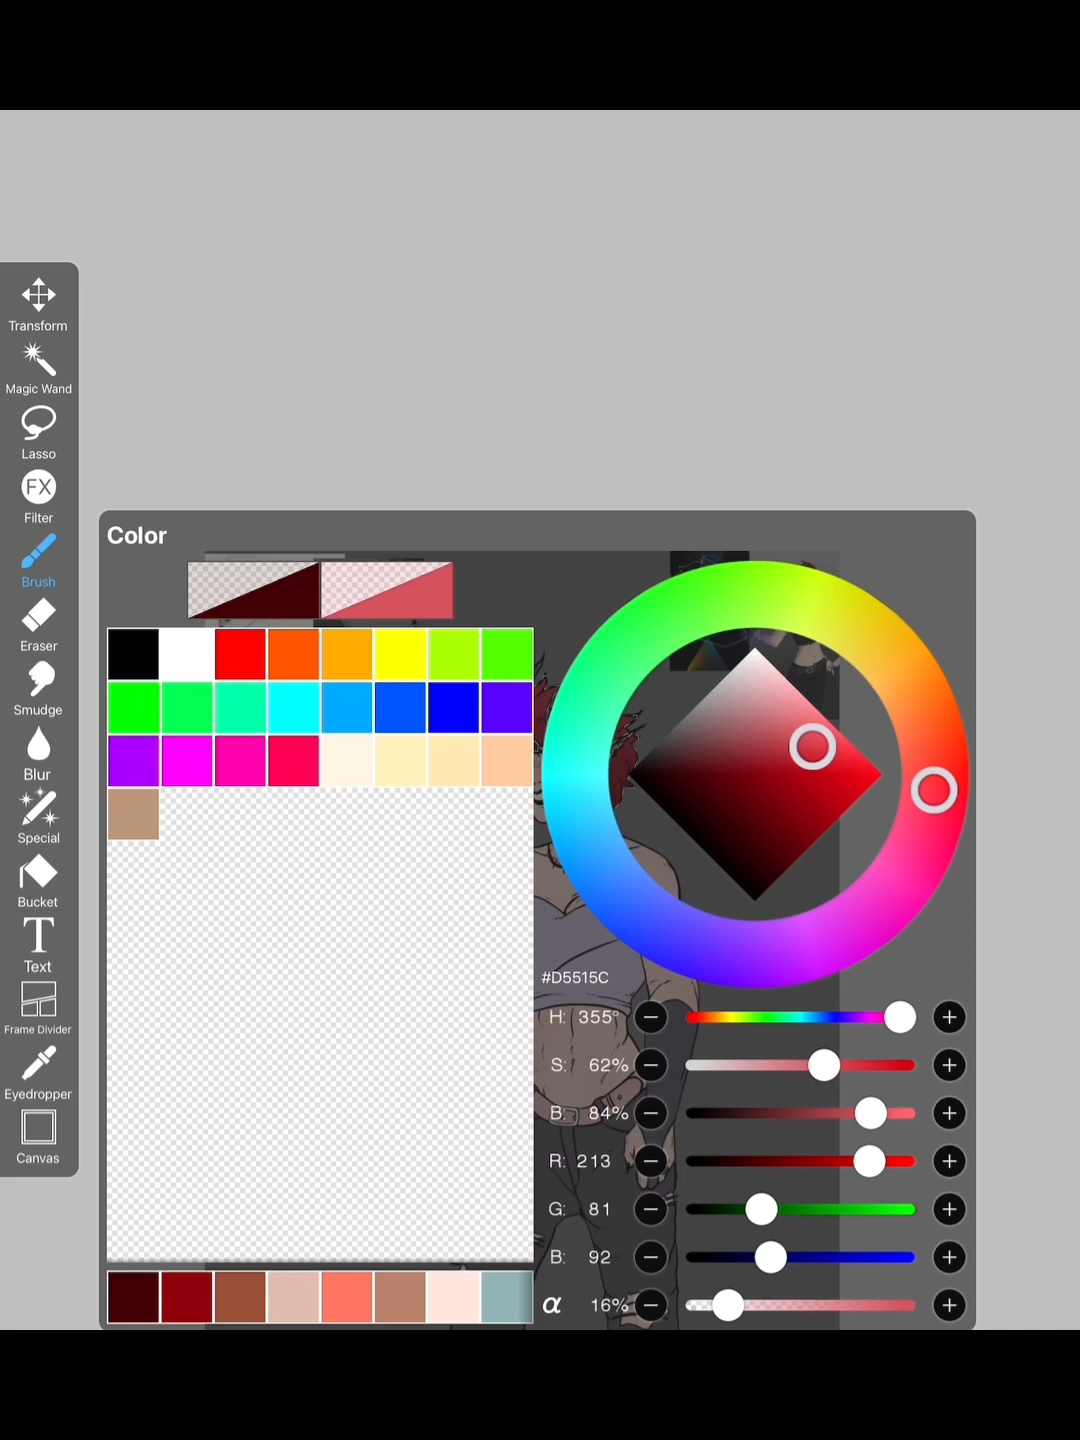 Transform
Magic Wand
Lasso
FX
Filter
Brush
Eraser
Smudge
Blur
Special
Bucket
T
Text
Frame Divider
Eyedropper
Canvas
Color
#D5515C
H: 355°
S: 62%
B: 84%
R: 213
G: 81
B: 92
α 16%